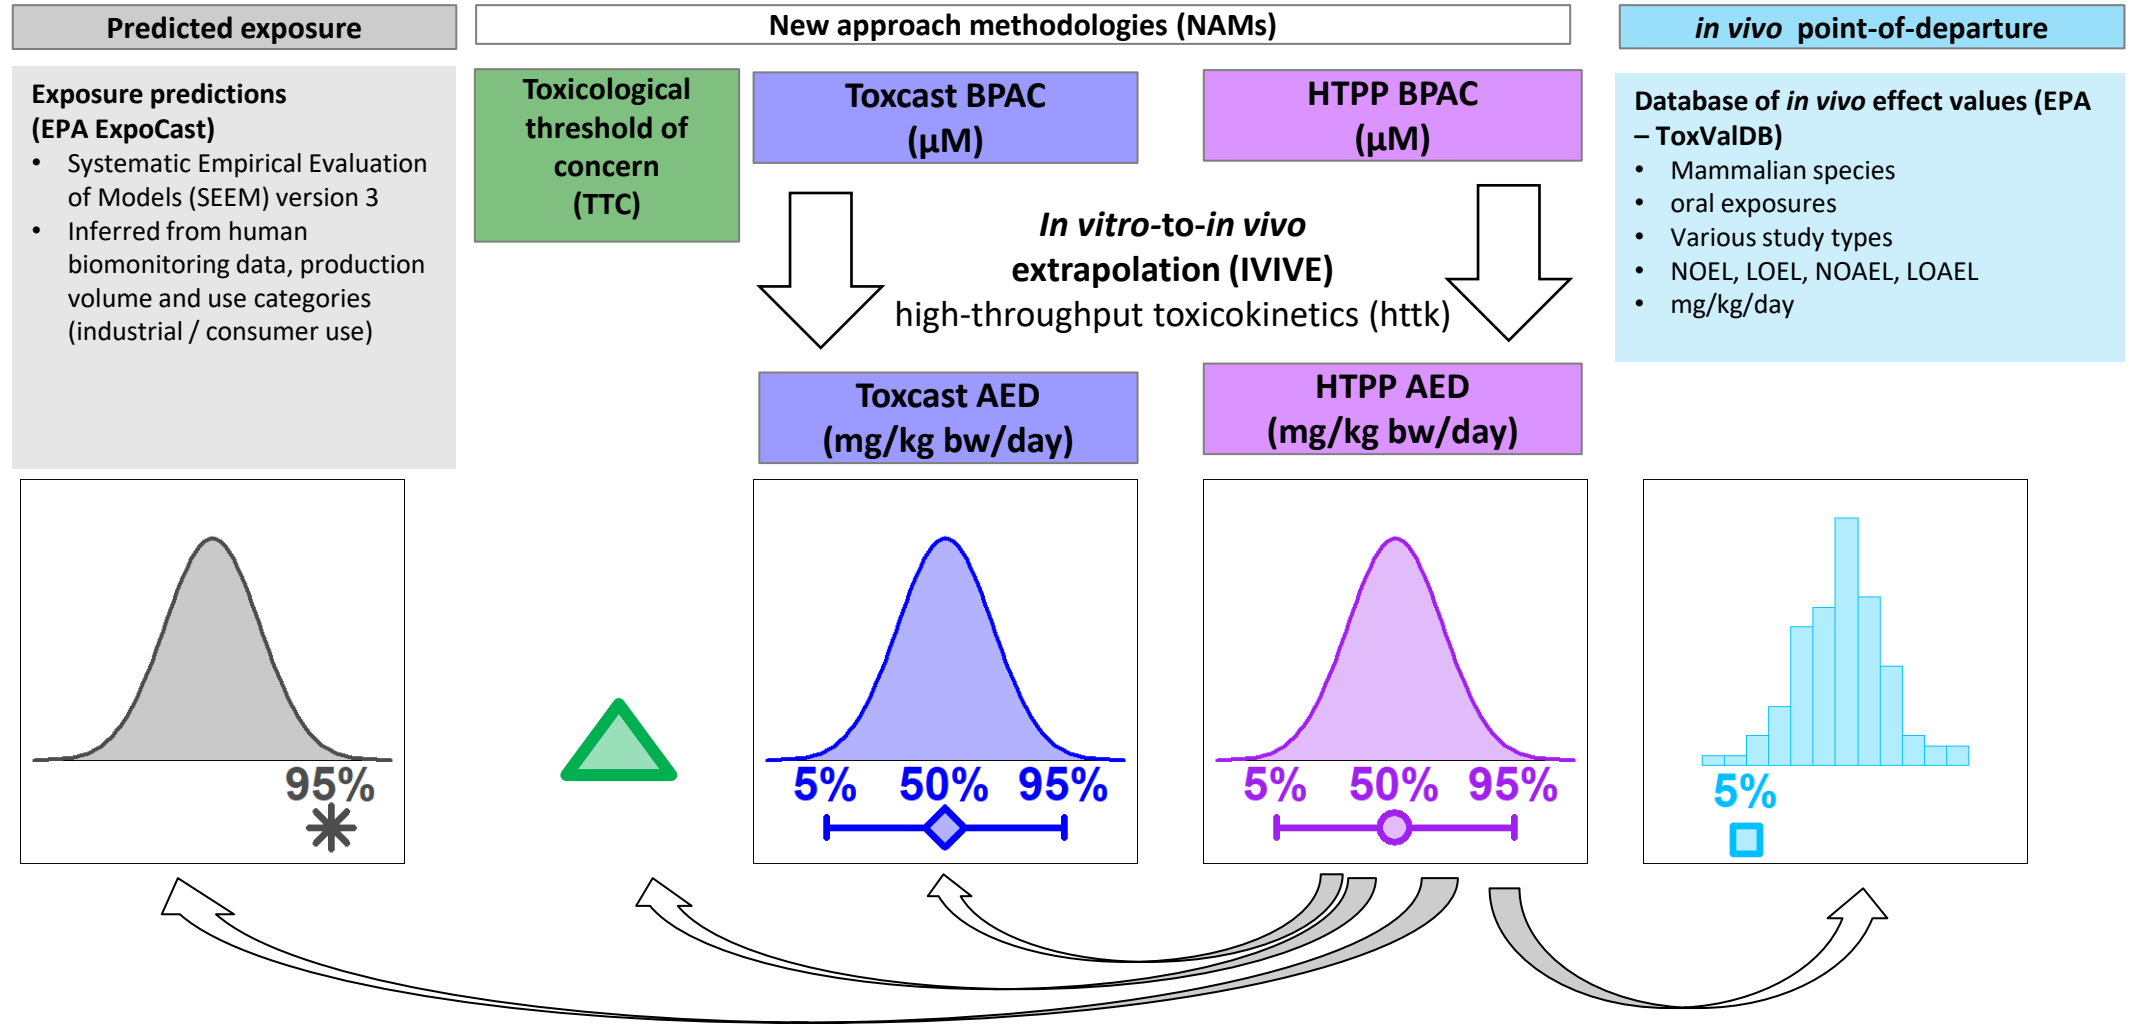 Predicted exposure
New approach methodologies (NAMs)
in vivo point-of-departure
Exposure predictions
(EPA ExpoCast)
• Systematic Empirical Evaluation
of Models (SEEM) version 3
• Inferred from human
biomonitoring data, production
volume and use categories
(industrial / consumer use)
Toxicological
threshold of
concern
(TTC)
Toxcast BPAC
(µM)
HTPP BPAC
(µM)
In vitro-to-in vivo
extrapolation (IVIVE)
high-throughput toxicokinetics (httk)
Toxcast AED
(mg/kg bw/day)
HTPP AED
(mg/kg bw/day)
Database of in vivo effect values (EPA
– ToxValDB)
• Mammalian species
• oral exposures
• Various study types
• NOEL, LOEL, NOAEL, LOAEL
• mg/kg/day
95%
5% 50% 95%
5% 50% 95%
5%